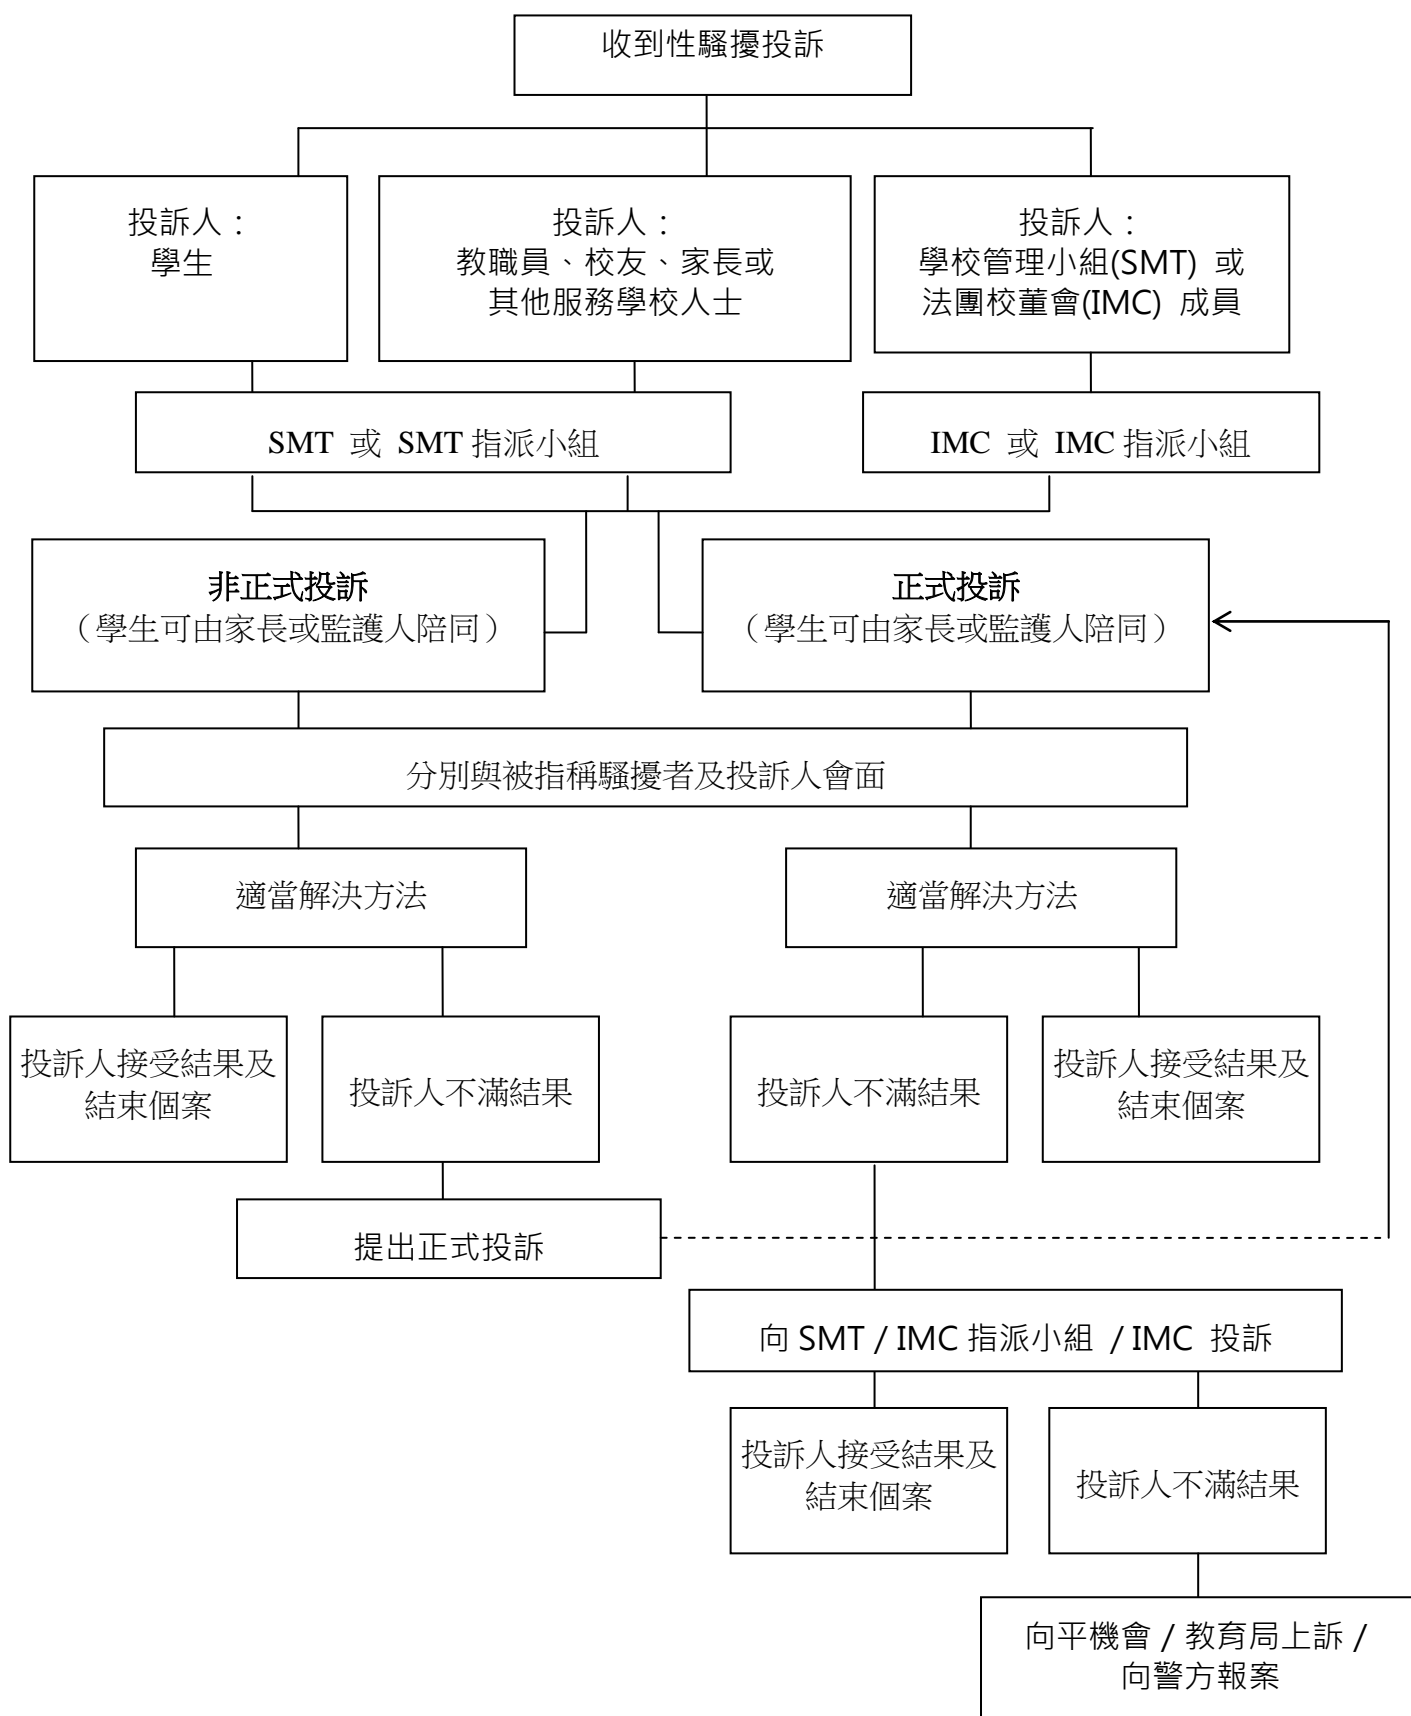 收到性騷擾投訴
投訴人：
學生
投訴人：
教職員、校友、家長或
其他服務學校人士
投訴人：
學校管理小組(SMT) 或
法團校董會(IMC) 成員
SMT 或 SMT 指派小組
IMC 或 IMC 指派小組
非正式投訴
（學生可由家長或監護人陪同）
正式投訴
（學生可由家長或監護人陪同）
分別與被指稱騷擾者及投訴人會面
適當解決方法
適當解決方法
投訴人接受結果及
結束個案
投訴人不滿結果
投訴人不滿結果
投訴人接受結果及
結束個案
提出正式投訴
向 SMT / IMC 指派小組 / IMC 投訴
投訴人接受結果及
結束個案
投訴人不滿結果
向平機會 / 教育局上訴 /
向警方報案